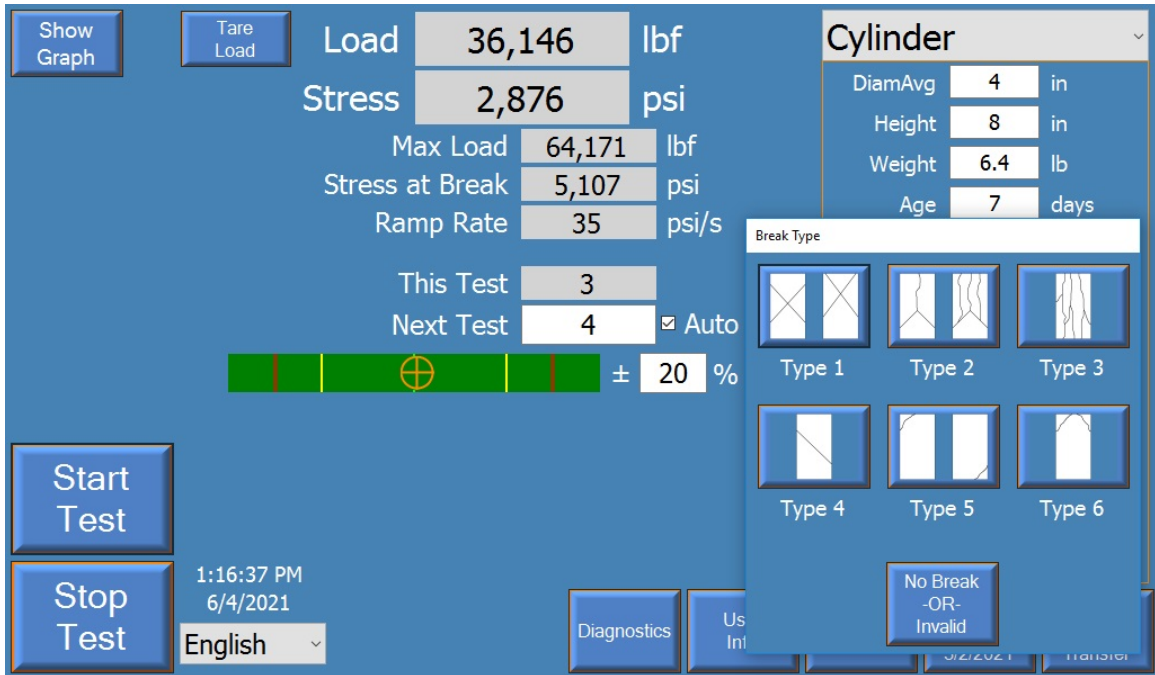 Show
Graph
Tare
Load
Load 36,146 lbf
Stress 2,876 psi
Max Load 64,171 lbf
Stress at Break 5,107 psi
Ramp Rate 35 psi/s
This Test 3
Next Test 4 Auto
± 20 %
Cylinder
DiamAvg 4 in
Height 8 in
Weight 6.4 lb
Age 7 days
Break Type
Type 1 Type 2 Type 3
Type 4 Type 5 Type 6
No Break
-OR-
Invalid
Start
Test
Stop
Test
1:16:37 PM
6/4/2021
English
Diagnostics